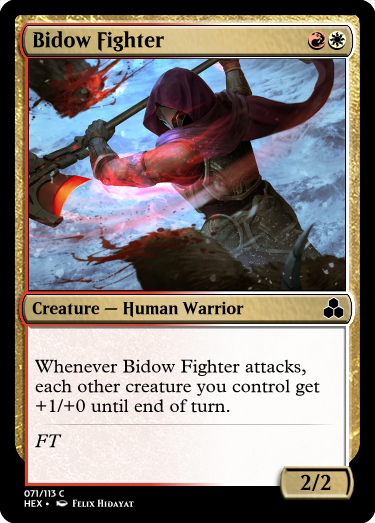 Bidow Fighter
Creature — Human Warrior
Whenever Bidow Fighter attacks,
each other creature you control get
+1/+0 until end of turn.
FT
2/2
071/113 C
HEX • Felix Hidayat